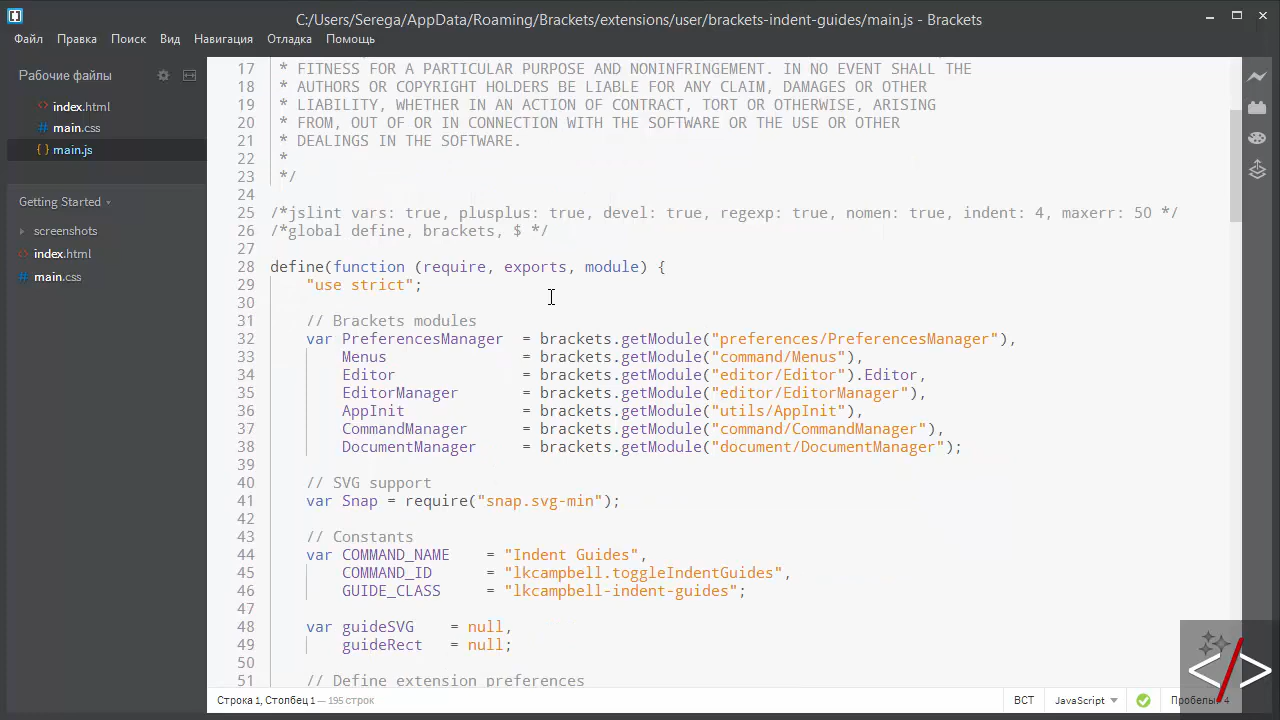 C:/Users/Serega/AppData/Roaming/Brackets/extensions/user/brackets-indent-guides/main.js - Brackets
Файл Правка Поиск Вид Навигация Отладка Помощь
Рабочие файлы
index.html
main.css
{ } main.js
Getting Started
screenshots
index.html
main.css
17 * FITNESS FOR A PARTICULAR PURPOSE AND NONINFRINGEMENT. IN NO EVENT SHALL THE
18 * AUTHORS OR COPYRIGHT HOLDERS BE LIABLE FOR ANY CLAIM, DAMAGES OR OTHER
19 * LIABILITY, WHETHER IN AN ACTION OF CONTRACT, TORT OR OTHERWISE, ARISING
20 * FROM, OUT OF OR IN CONNECTION WITH THE SOFTWARE OR THE USE OR OTHER
21 * DEALINGS IN THE SOFTWARE.
22 *
23 */
24
25 /*jslint vars: true, plusplus: true, devel: true, regexp: true, nomen: true, indent: 4, maxerr: 50 */
26 /*global define, brackets, $ */
27
28 define(function (require, exports, module) {
29 "use strict";
30
31 // Brackets modules
32 var PreferencesManager = brackets.getModule("preferences/PreferencesManager"),
33 Menus = brackets.getModule("command/Menus"),
34 Editor = brackets.getModule("editor/Editor").Editor,
35 EditorManager = brackets.getModule("editor/EditorManager"),
36 AppInit = brackets.getModule("utils/AppInit"),
37 CommandManager = brackets.getModule("command/CommandManager"),
38 DocumentManager = brackets.getModule("document/DocumentManager");
39
40 // SVG support
41 var Snap = require("snap.svg-min");
42
43 // Constants
44 var COMMAND_NAME = "Indent Guides",
45 COMMAND_ID = "lkcampbell.toggleIndentGuides",
46 GUIDE_CLASS = "lkcampbell-indent-guides";
47
48 var guideSVG = null,
49 guideRect = null;
50
51 // Define extension preferences
Строка 1, Столбец 1 — 195 строк
ВСТ JavaScript Пробелы 4